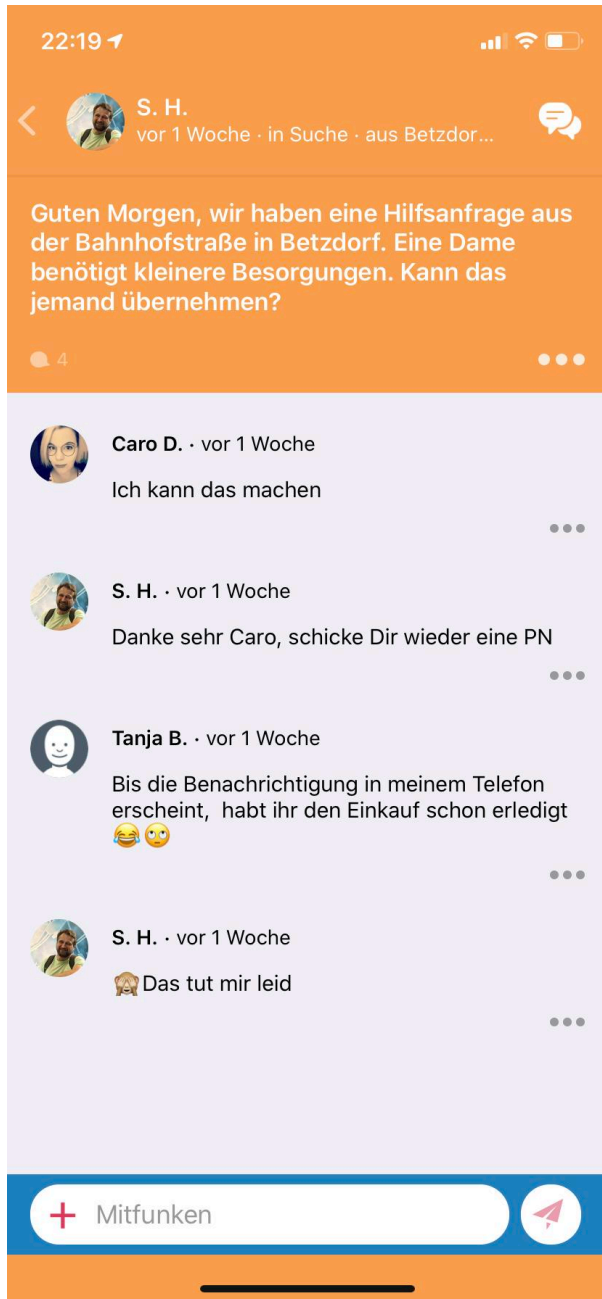 22:19
S. H.
vor 1 Woche · in Suche · aus Betzdor...
Guten Morgen, wir haben eine Hilfsanfrage aus
der Bahnhofstraße in Betzdorf. Eine Dame
benötigt kleinere Besorgungen. Kann das
jemand übernehmen?
4
Caro D. · vor 1 Woche
Ich kann das machen
S. H. · vor 1 Woche
Danke sehr Caro, schicke Dir wieder eine PN
Tanja B. · vor 1 Woche
Bis die Benachrichtigung in meinem Telefon
erscheint,  habt ihr den Einkauf schon erledigt
😂🙄
S. H. · vor 1 Woche
🙈Das tut mir leid
Mitfunken